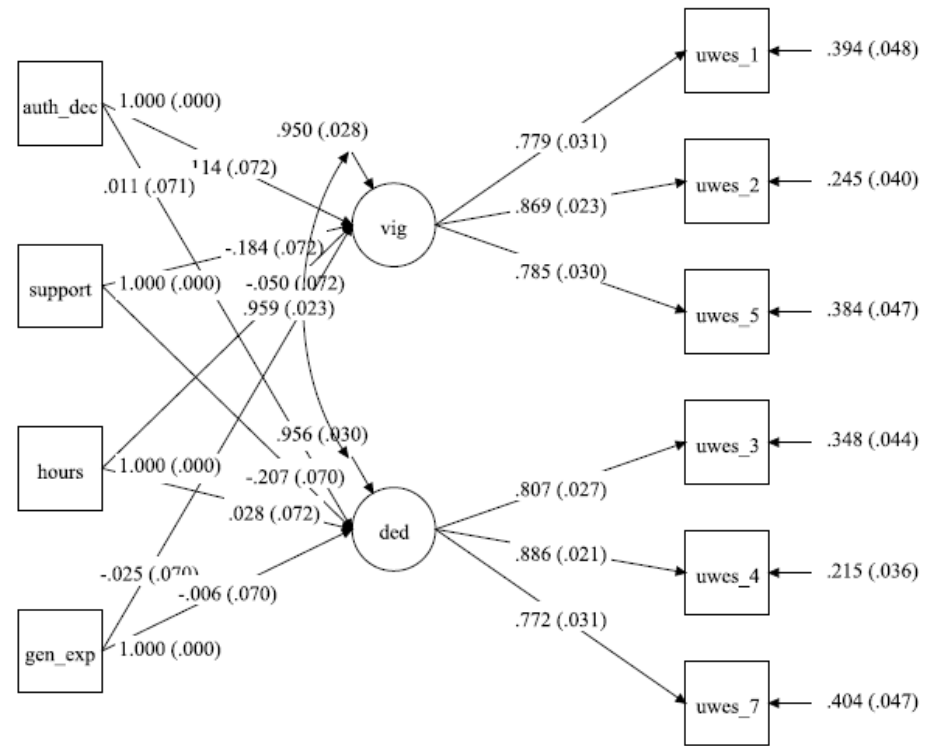 uwes_1
.394 (.048)
auth_dec
1.000 (.000)
.950 (.028)
.779 (.031)
.114 (.072)
.011 (.071)
uwes_2
.245 (.040)
.869 (.023)
vig
-.184 (.072)
.785 (.030)
support
1.000 (.000)
-.050 (.072)
.959 (.023)
uwes_5
.384 (.047)
.956 (.030)
uwes_3
.348 (.044)
hours
1.000 (.000)
-.207 (.070)
.807 (.027)
.028 (.072)
ded
.886 (.021)
uwes_4
.215 (.036)
-.025 (.070)
-.006 (.070)
.772 (.031)
gen_exp
1.000 (.000)
uwes_7
.404 (.047)